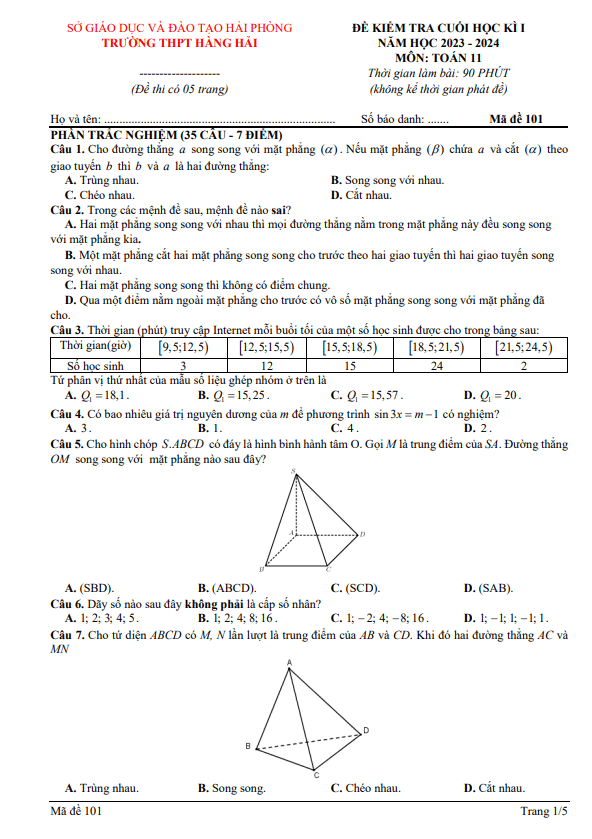 SỞ GIÁO DỤC VÀ ĐÀO TẠO HẢI PHÒNG
TRƯỜNG THPT HÀNG HẢI
--------------------
(Đề thi có 05 trang)
ĐỀ KIỂM TRA CUỐI HỌC KÌ I
NĂM HỌC 2023 - 2024
MÔN: TOÁN 11
Thời gian làm bài: 90 PHÚT
(không kể thời gian phát đề)
Họ và tên: ............................................................................ Số báo danh: ....... Mã đề 101
PHẦN TRẮC NGHIỆM (35 CÂU - 7 ĐIỂM)
Câu 1. Cho đường thẳng a song song với mặt phẳng (α). Nếu mặt phẳng (β) chứa a và cắt (α) theo
giao tuyến b thì b và a là hai đường thẳng:
A. Trùng nhau. B. Song song với nhau.
C. Chéo nhau. D. Cắt nhau.
Câu 2. Trong các mệnh đề sau, mệnh đề nào sai?
A. Hai mặt phẳng song song với nhau thì mọi đường thẳng nằm trong mặt phẳng này đều song song
với mặt phẳng kia.
B. Một mặt phẳng cắt hai mặt phẳng song song cho trước theo hai giao tuyến thì hai giao tuyến song
song với nhau.
C. Hai mặt phẳng song song thì không có điểm chung.
D. Qua một điểm nằm ngoài mặt phẳng cho trước có vô số mặt phẳng song song với mặt phẳng đã
cho.
Câu 3. Thời gian (phút) truy cập Internet mỗi buổi tối của một số học sinh được cho trong bảng sau:
Thời gian(giờ) [9,5;12,5) [12,5;15,5) [15,5;18,5) [18,5;21,5) [21,5;24,5)
Số học sinh 3 12 15 24 2
Tứ phân vị thứ nhất của mẫu số liệu ghép nhóm ở trên là
A. Q₁ = 18,1. B. Q₁ = 15,25. C. Q₁ = 15,57. D. Q₁ = 20.
Câu 4. Có bao nhiêu giá trị nguyên dương của m để phương trình sin 3x = m − 1 có nghiệm?
A. 3. B. 1. C. 4. D. 2.
Câu 5. Cho hình chóp S.ABCD có đáy là hình bình hành tâm O. Gọi M là trung điểm của SA. Đường thẳng
OM song song với mặt phẳng nào sau đây?
S
A
D
B
C
A. (SBD). B. (ABCD). C. (SCD). D. (SAB).
Câu 6. Dãy số nào sau đây không phải là cấp số nhân?
A. 1; 2; 3; 4; 5. B. 1; 2; 4; 8; 16. C. 1; −2; 4; −8; 16. D. 1; −1; 1; −1; 1.
Câu 7. Cho tứ diện ABCD có M, N lần lượt là trung điểm của AB và CD. Khi đó hai đường thẳng AC và
MN
A
D
B
C
A. Trùng nhau. B. Song song. C. Chéo nhau. D. Cắt nhau.
Mã đề 101 Trang 1/5